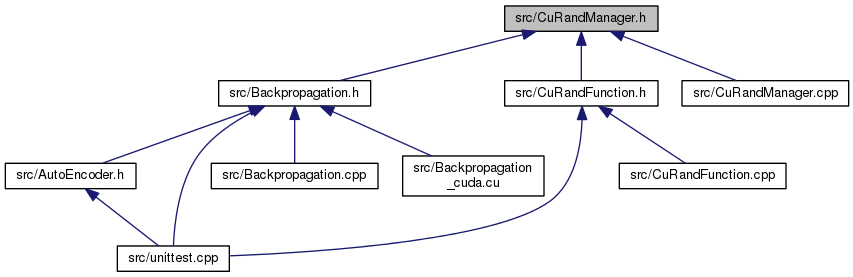 src/CuRandManager.h
src/Backpropagation.h
src/CuRandFunction.h
src/CuRandManager.cpp
src/AutoEncoder.h
src/Backpropagation.cpp
src/Backpropagation
_cuda.cu
src/CuRandFunction.cpp
src/unittest.cpp